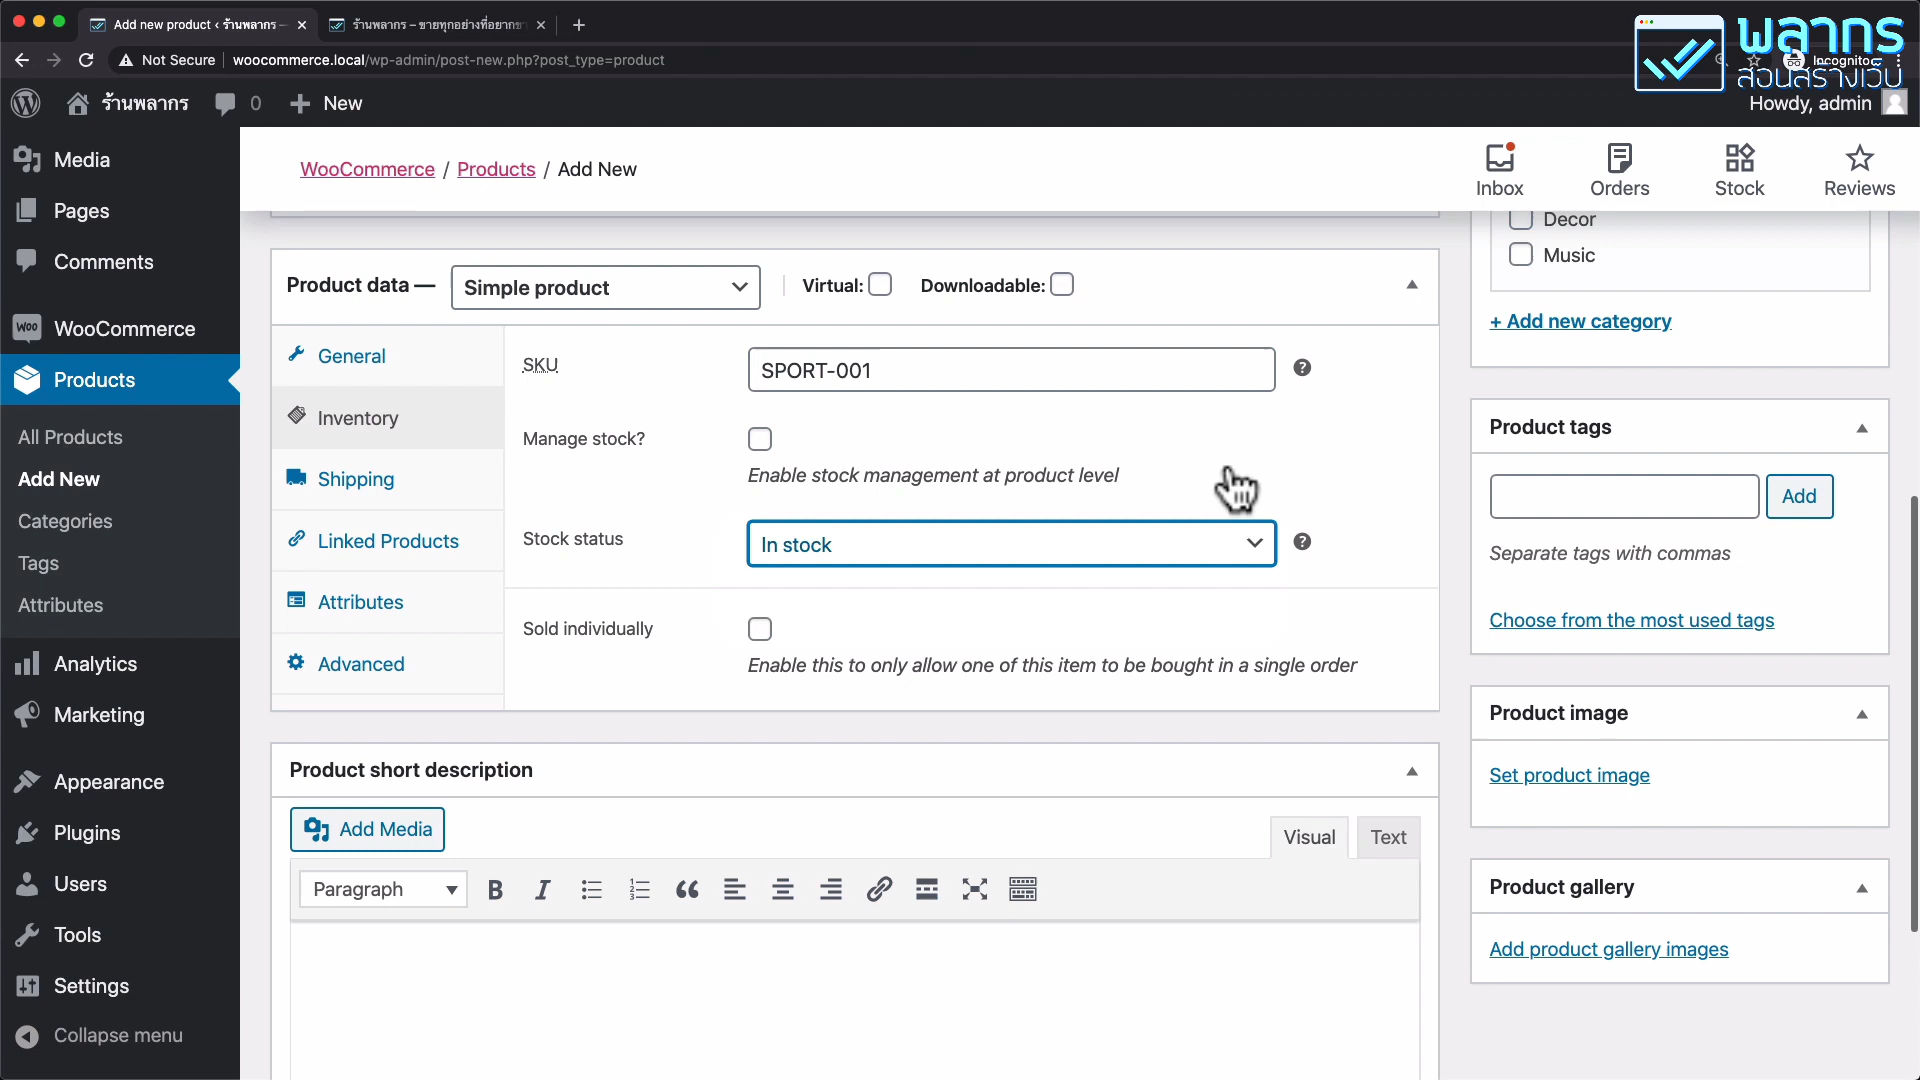 Add new product ‹ ร้านพลากร —
ร้านพลากร – ขายทุกอย่างที่อยากขา
พลากร
สอนสร้างเว็บ
Not Secure
woocommerce.local/wp-admin/post-new.php?post_type=product
Incognito
ร้านพลากร
0
New
Howdy, admin
Media
Pages
Comments
Woo
WooCommerce
Products
All Products
Add New
Categories
Tags
Attributes
Analytics
Marketing
Appearance
Plugins
Users
Tools
Settings
Collapse menu
WooCommerce / Products / Add New
Inbox
Orders
Stock
Reviews
Product data —
Simple product
Virtual:
Downloadable:
General
Inventory
Shipping
Linked Products
Attributes
Advanced
SKU
SPORT-001
Manage stock?
Enable stock management at product level
Stock status
In stock
Sold individually
Enable this to only allow one of this item to be bought in a single order
Product short description
Add Media
Visual
Text
Paragraph
Decor
Music
+ Add new category
Product tags
Add
Separate tags with commas
Choose from the most used tags
Product image
Set product image
Product gallery
Add product gallery images